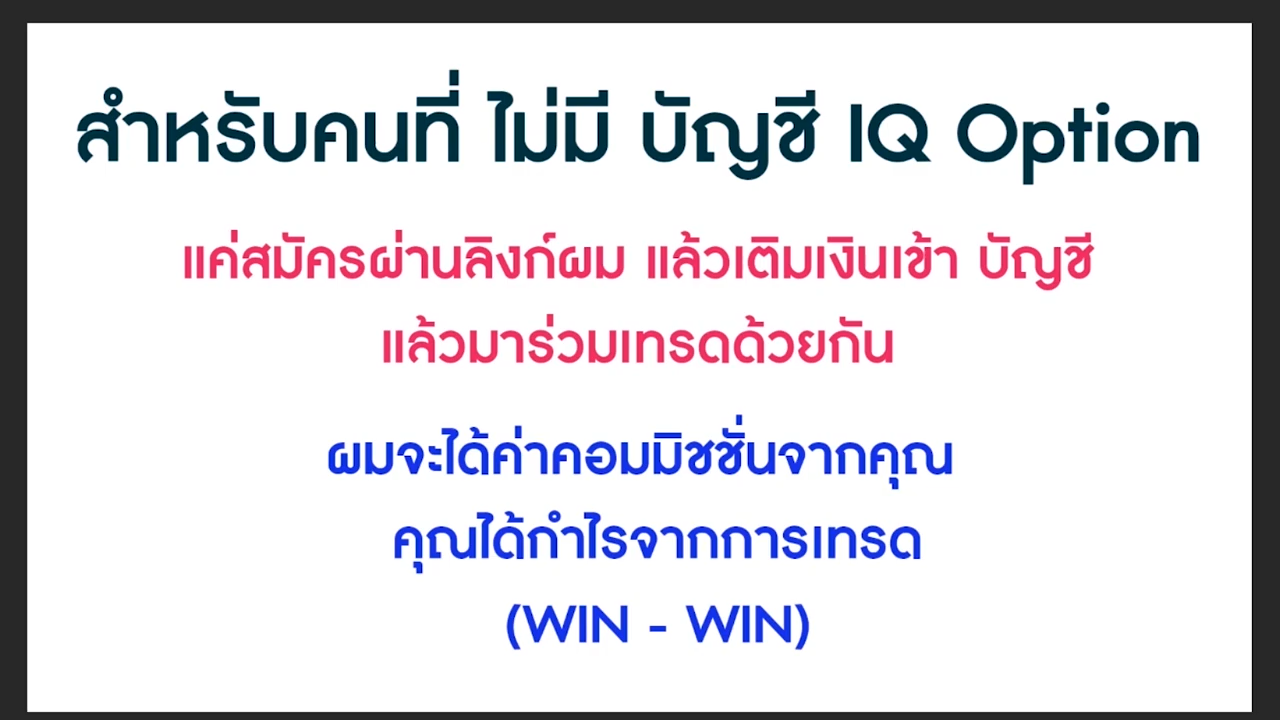 สำหรับคนที่ ไม่มี บัญชี IQ Option
แค่สมัครผ่านลิงก์ผม แล้วเติมเงินเข้า บัญชี
แล้วมาร่วมเทรดด้วยกัน
ผมจะได้ค่าคอมมิชชั่นจากคุณ
คุณได้กำไรจากการเทรด
(WIN - WIN)